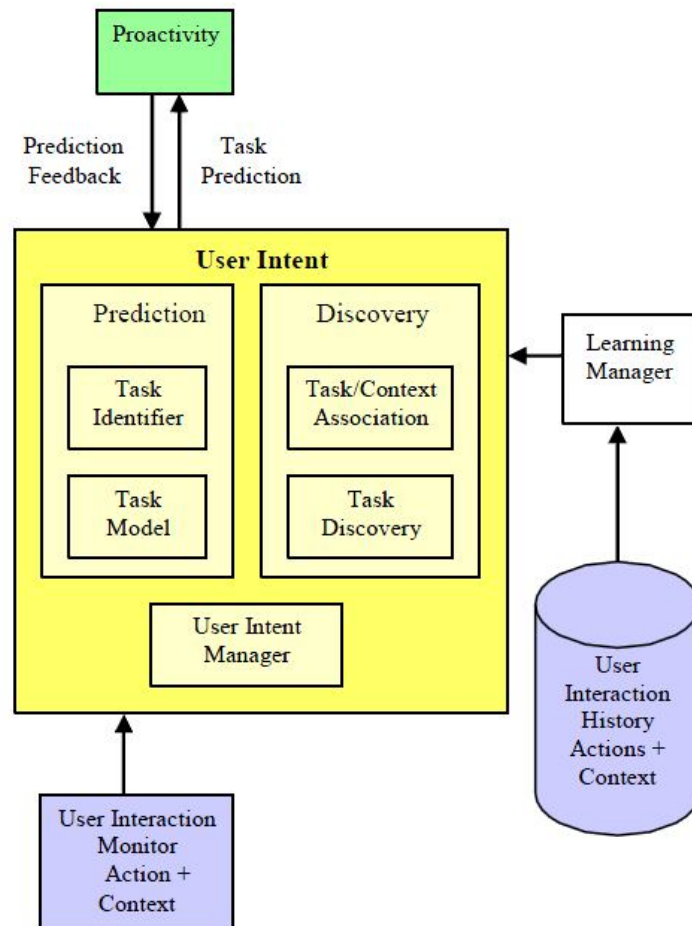 Proactivity
Prediction
Feedback
Task
Prediction
User Intent
Prediction
Task
Identifier
Task
Model
Discovery
Task/Context
Association
Task
Discovery
User Intent
Manager
Learning
Manager
User
Interaction
History
Actions +
Context
User Interaction
Monitor
Action +
Context